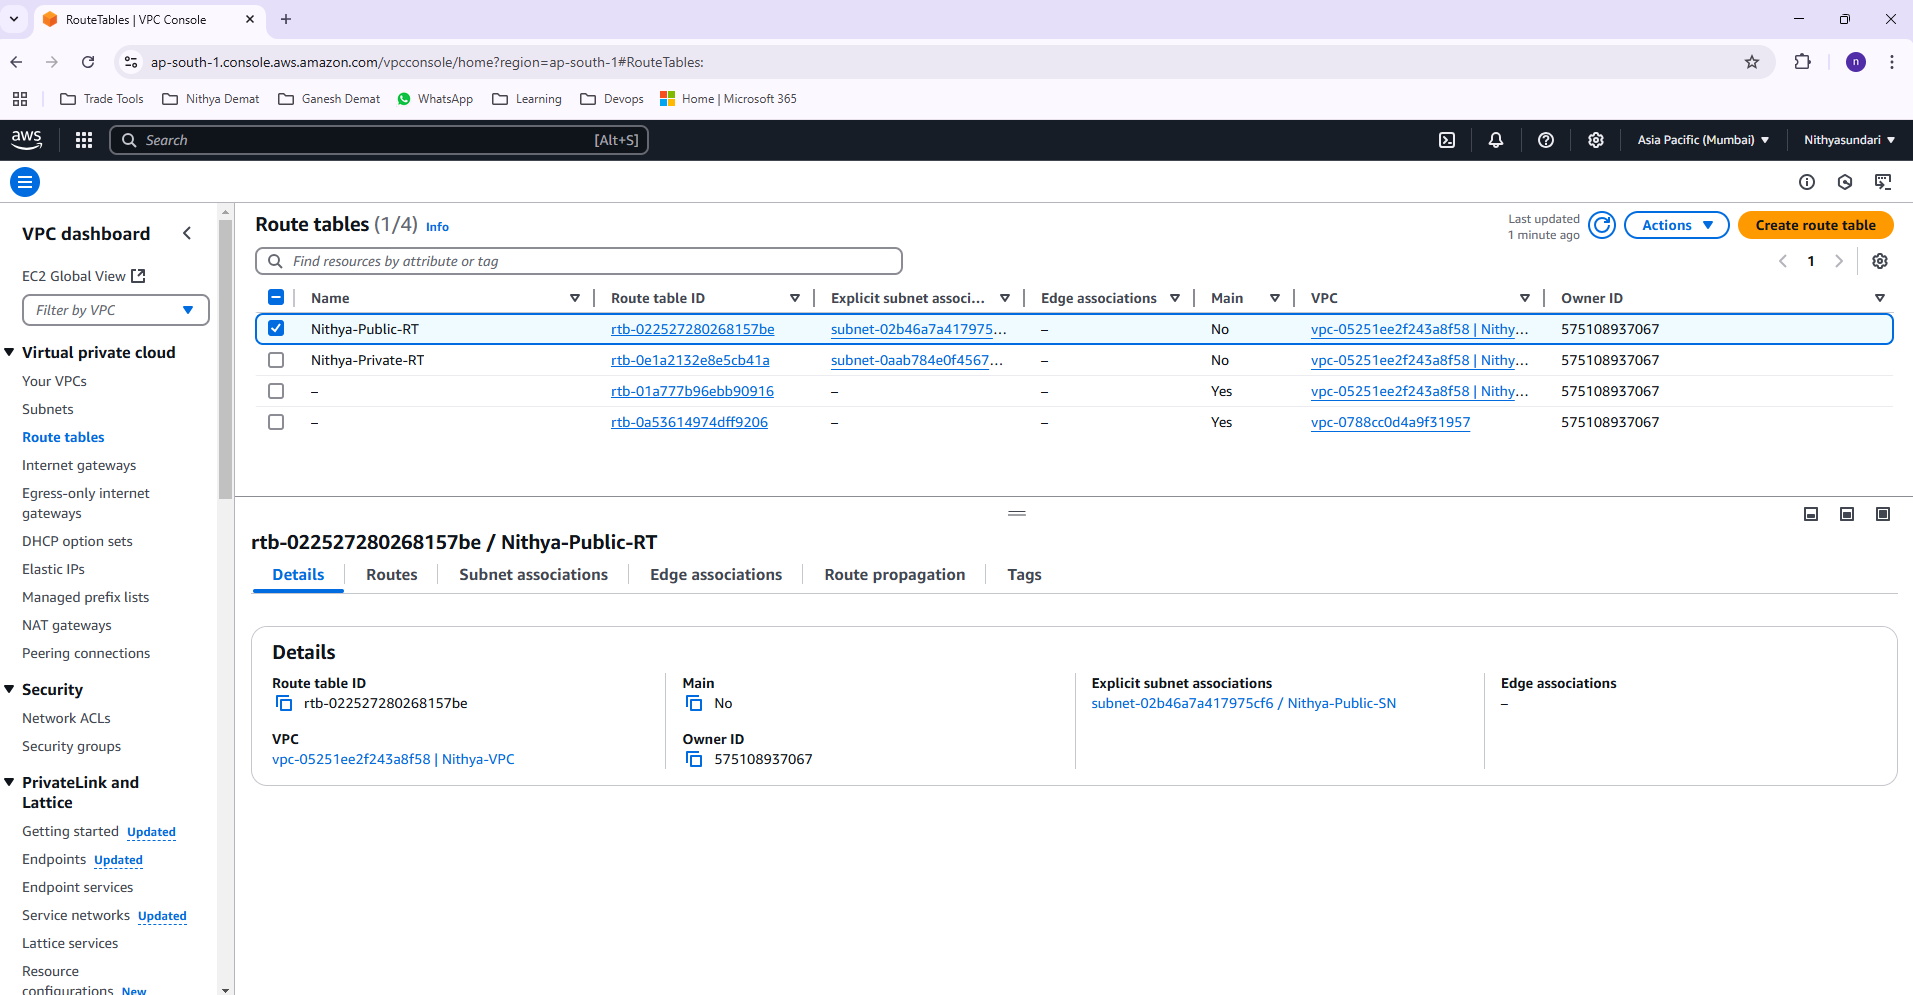 RouteTables | VPC Console
ap-south-1.console.aws.amazon.com/vpcconsole/home?region=ap-south-1#RouteTables:
n
Trade Tools Nithya Demat Ganesh Demat WhatsApp Learning Devops Home | Microsoft 365
aws Search [Alt+S] Asia Pacific (Mumbai) Nithyasundari
VPC dashboard
EC2 Global View
Filter by VPC
Virtual private cloud
Your VPCs
Subnets
Route tables
Internet gateways
Egress-only internet
gateways
DHCP option sets
Elastic IPs
Managed prefix lists
NAT gateways
Peering connections
Security
Network ACLs
Security groups
PrivateLink and
Lattice
Getting started Updated
Endpoints Updated
Endpoint services
Service networks Updated
Lattice services
Resource
configurations New
Route tables (1/4) Info
Last updated
1 minute ago
Actions
Create route table
Find resources by attribute or tag
1
Name Route table ID Explicit subnet associ... Edge associations Main VPC Owner ID
Nithya-Public-RT rtb-022527280268157be subnet-02b46a7a417975... – No vpc-05251ee2f243a8f58 | Nithy... 575108937067
Nithya-Private-RT rtb-0e1a2132e8e5cb41a subnet-0aab784e0f4567... – No vpc-05251ee2f243a8f58 | Nithy... 575108937067
– rtb-01a777b96ebb90916 – – Yes vpc-05251ee2f243a8f58 | Nithy... 575108937067
– rtb-0a53614974dff9206 – – Yes vpc-0788cc0d4a9f31957 575108937067
rtb-022527280268157be / Nithya-Public-RT
Details Routes Subnet associations Edge associations Route propagation Tags
Details
Route table ID
rtb-022527280268157be
VPC
vpc-05251ee2f243a8f58 | Nithya-VPC
Main
No
Owner ID
575108937067
Explicit subnet associations
subnet-02b46a7a417975cf6 / Nithya-Public-SN
Edge associations
–